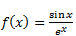 f(x) = sin x / e^x